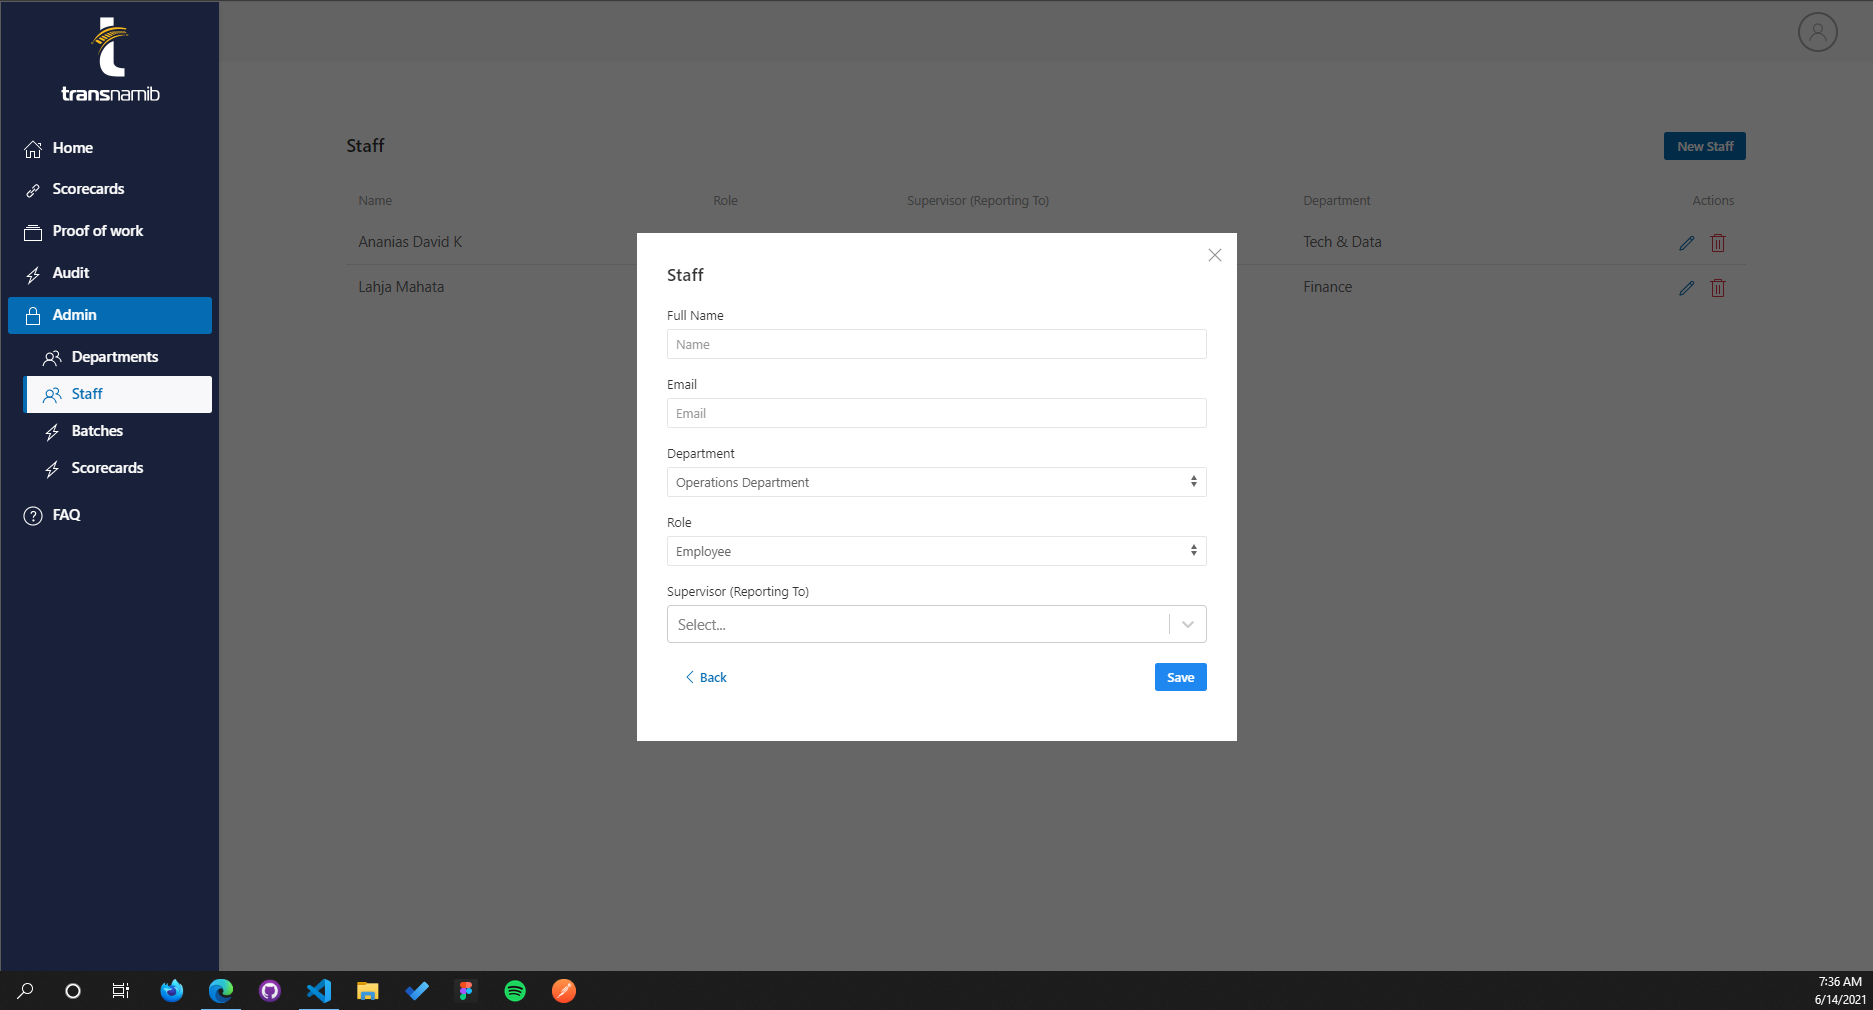 transnamib
Home
Scorecards
Proof of work
Audit
Admin
Departments
Staff
Batches
Scorecards
FAQ
Staff
New Staff
Name Role Supervisor (Reporting To) Department Actions
Ananias David K Tech & Data
Lahja Mahata Finance
Staff
Full Name
Name
Email
Email
Department
Operations Department
Role
Employee
Supervisor (Reporting To)
Select...
Back
Save
7:36 AM
6/14/2021